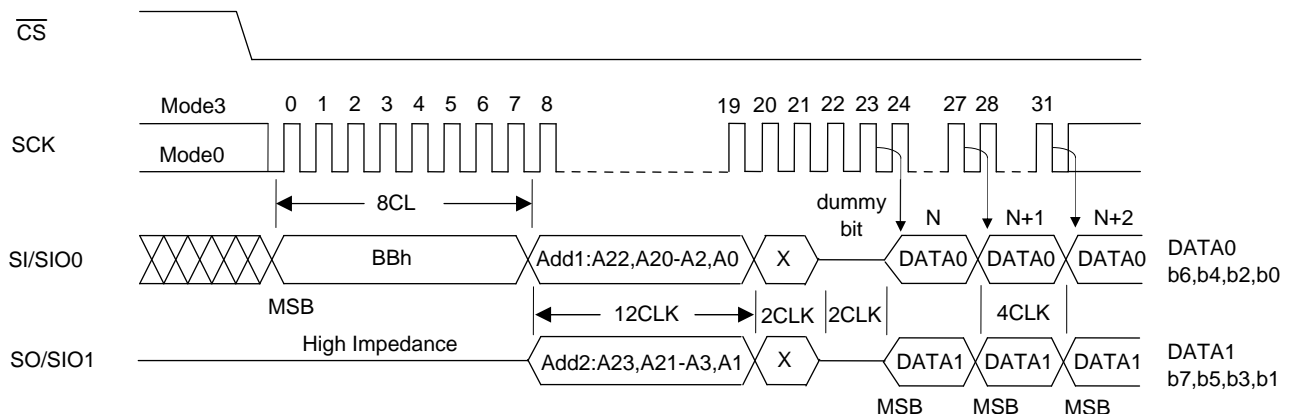 CS
Mode3 0 1 2 3 4 5 6 7 8 19 20 21 22 23 24 27 28 31
SCK
Mode0
8CL
dummy
bit
N N+1 N+2
SI/SIO0 BBh Add1:A22,A20-A2,A0 X DATA0 DATA0 DATA0
DATA0
b6,b4,b2,b0
MSB
12CLK 2CLK 2CLK 4CLK
High Impedance
SO/SIO1 Add2:A23,A21-A3,A1 X DATA1 DATA1 DATA1
DATA1
b7,b5,b3,b1
MSB MSB MSB